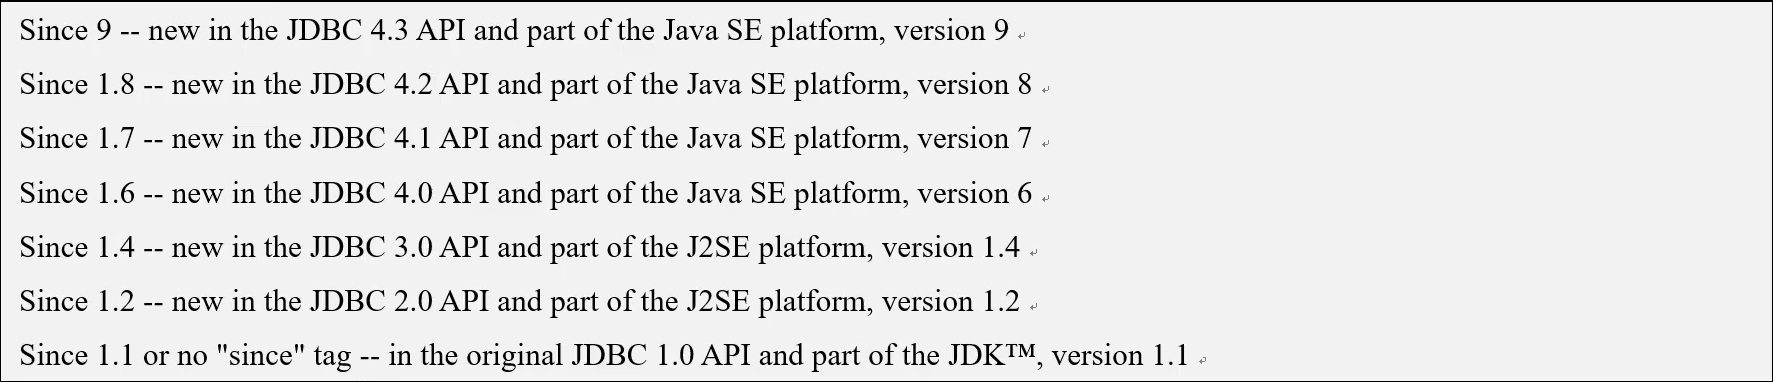 Since 9 -- new in the JDBC 4.3 API and part of the Java SE platform, version 9
Since 1.8 -- new in the JDBC 4.2 API and part of the Java SE platform, version 8
Since 1.7 -- new in the JDBC 4.1 API and part of the Java SE platform, version 7
Since 1.6 -- new in the JDBC 4.0 API and part of the Java SE platform, version 6
Since 1.4 -- new in the JDBC 3.0 API and part of the J2SE platform, version 1.4
Since 1.2 -- new in the JDBC 2.0 API and part of the J2SE platform, version 1.2
Since 1.1 or no "since" tag -- in the original JDBC 1.0 API and part of the JDK™, version 1.1